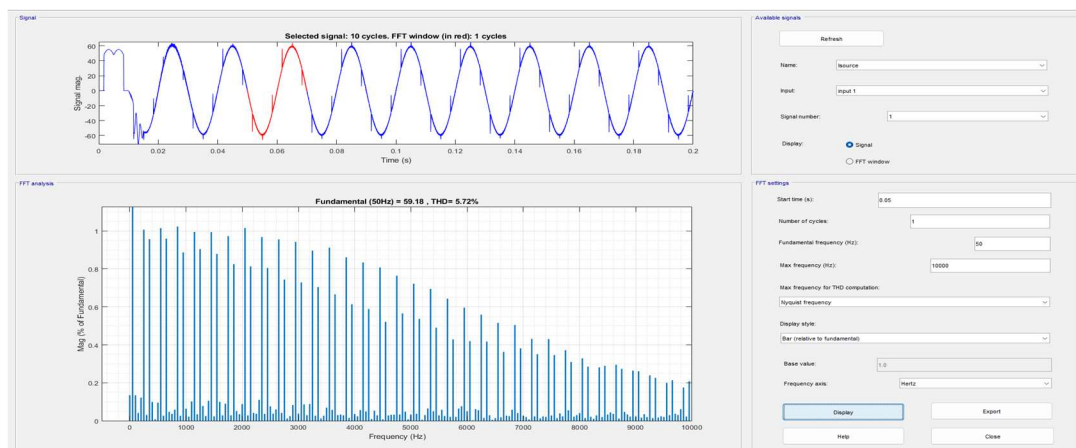 Signal
Selected signal: 10 cycles. FFT window (in red): 1 cycles
60
40
20
0
-20
-40
-60
Signal mag.
0 0.02 0.04 0.06 0.08 0.1 0.12 0.14 0.16 0.18 0.2
Time (s)
FFT analysis
Fundamental (50Hz) = 59.18 , THD= 5.72%
1
0.8
0.6
0.4
0.2
0
Mag (% of Fundamental)
0 1000 2000 3000 4000 5000 6000 7000 8000 9000 10000
Frequency (Hz)
Available signals
Refresh
Name: Isource
Input: input 1
Signal number: 1
Display: Signal
FFT window
FFT settings
Start time (s): 0.05
Number of cycles: 1
Fundamental frequency (Hz): 50
Max frequency (Hz): 10000
Max frequency for THD computation:
Nyquist frequency
Display style:
Bar (relative to fundamental)
Base value: 1.0
Frequency axis: Hertz
Display Export
Help Close